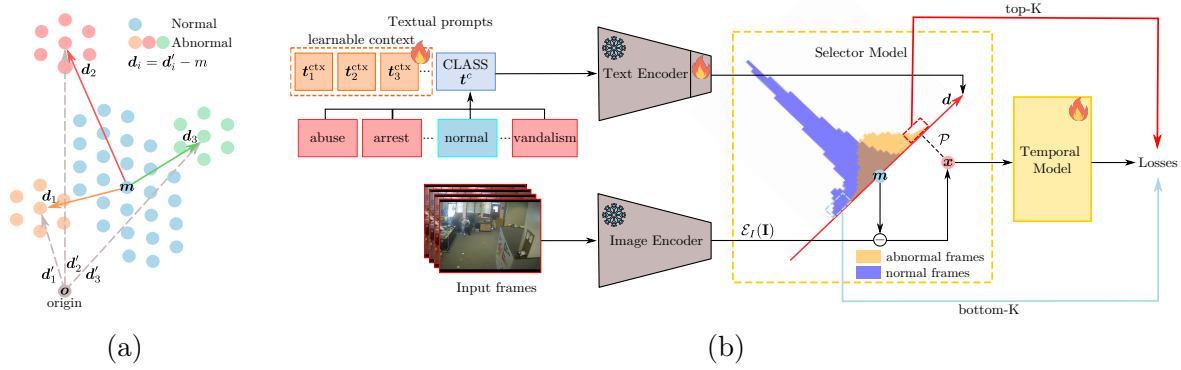 Normal
Abnormal
d_i = d'_i − m
d_2
d_3
m
d_1
d'_1
d'_2
d'_3
o
origin
(a)
Textual prompts
learnable context
t_1^ctx t_2^ctx t_3^ctx ... CLASS t^c
abuse arrest ... normal ... vandalism
Input frames
Text Encoder
Image Encoder
ℰ_I(I)
Selector Model
d
P
m
x
−
abnormal frames
normal frames
top-K
Temporal
Model
Losses
bottom-K
(b)